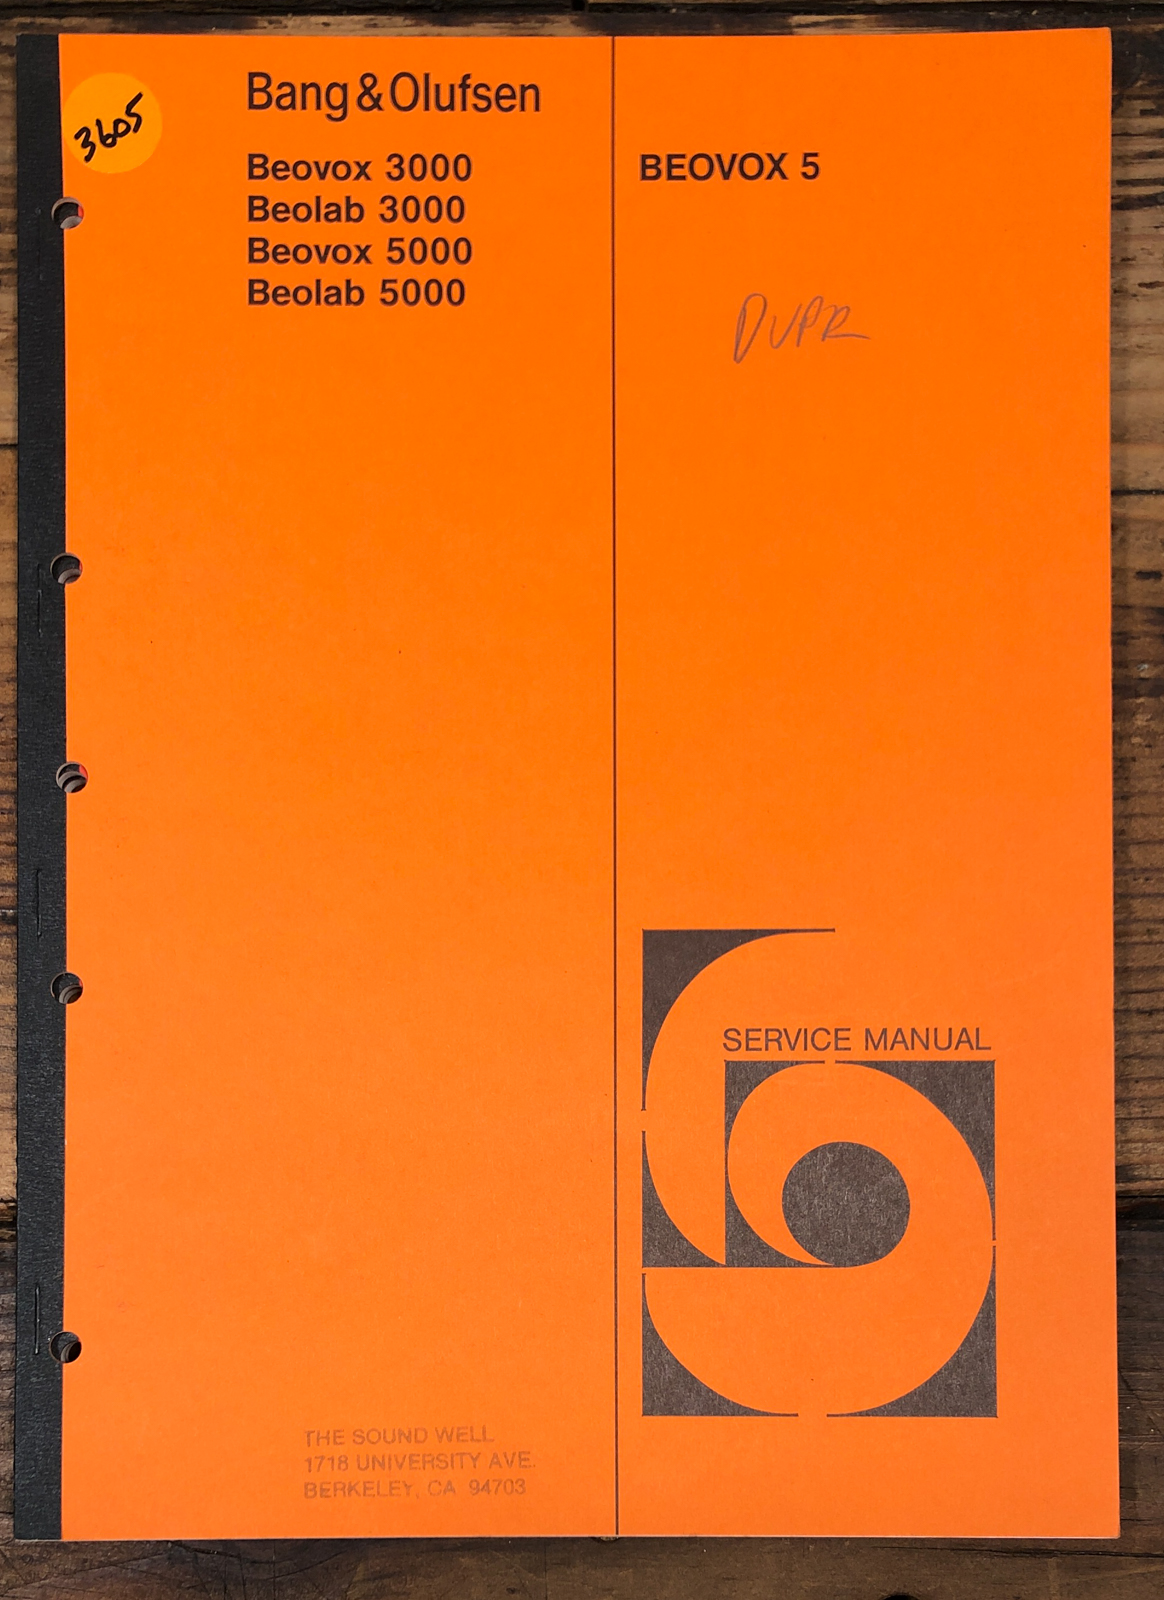 3605
Bang & Olufsen
Beovox 3000
Beolab 3000
Beovox 5000
Beolab 5000
BEOVOX 5
SERVICE MANUAL
THE SOUND WELL
1718 UNIVERSITY AVE.
BERKELEY, CA 94703